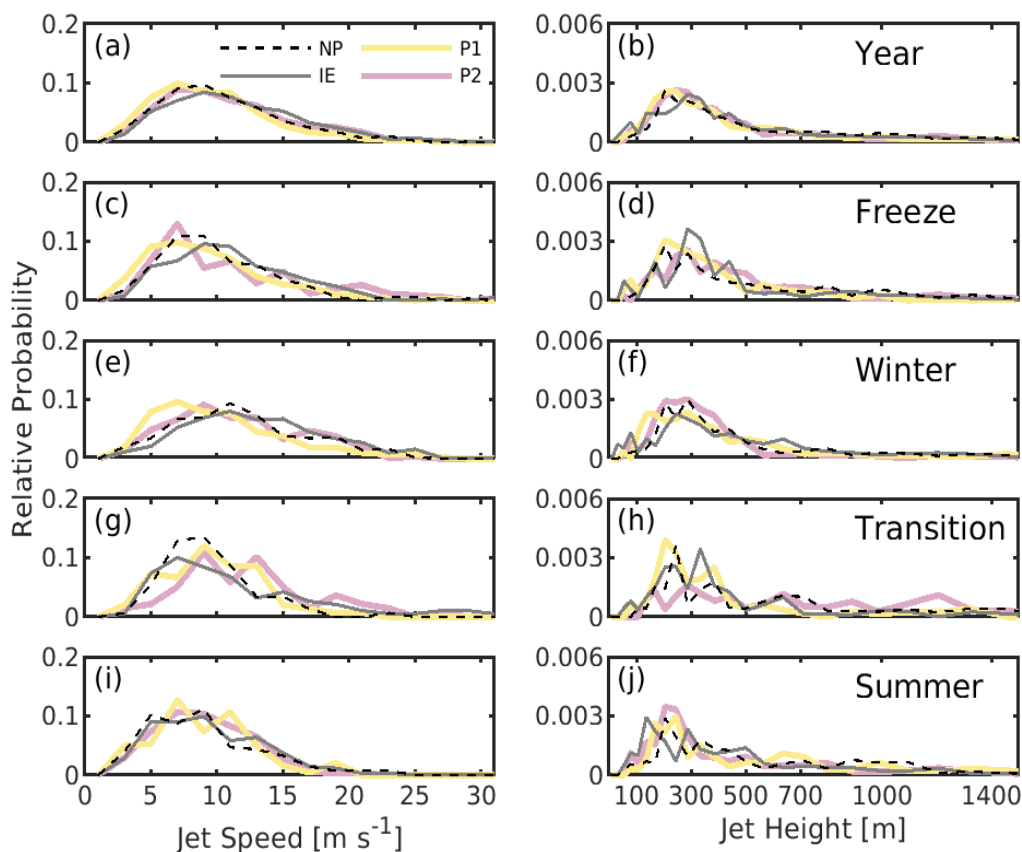 0.2 0.006
(a) NP P1 (b) Year
0.1 IE P2 0.003
0 0
0.2 0.006
(c) (d) Freeze
0.1 0.003
0 0
0.2 0.006
(e) (f) Winter
0.1 0.003
0 0
0.2 0.006
(g) (h) Transition
0.1 0.003
0 0
0.2 0.006
(i) (j) Summer
0.1 0.003
0 0
0 5 10 15 20 25 30 100 300 500 700 1000 1400
Jet Speed [m s⁻¹] Jet Height [m]
Relative Probability